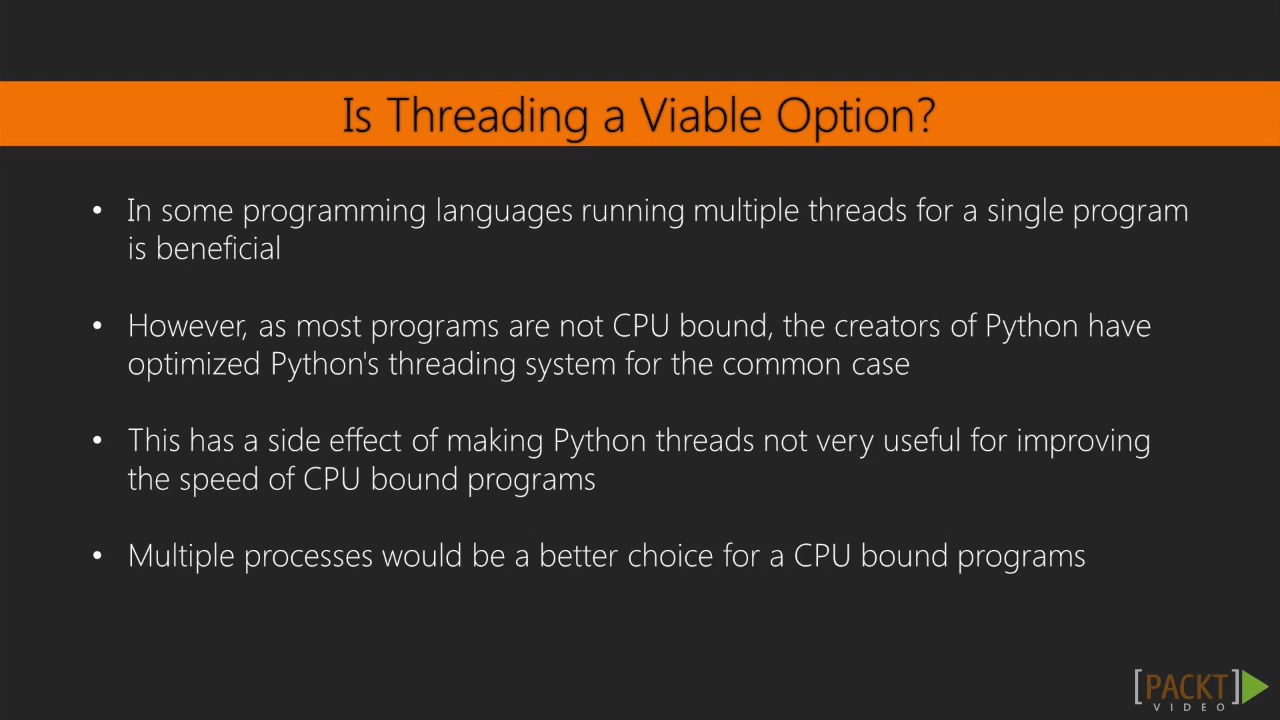 Is Threading a Viable Option?
• In some programming languages running multiple threads for a single program
is beneficial
• However, as most programs are not CPU bound, the creators of Python have
optimized Python's threading system for the common case
• This has a side effect of making Python threads not very useful for improving
the speed of CPU bound programs
• Multiple processes would be a better choice for a CPU bound programs
[PACKT]
VIDEO